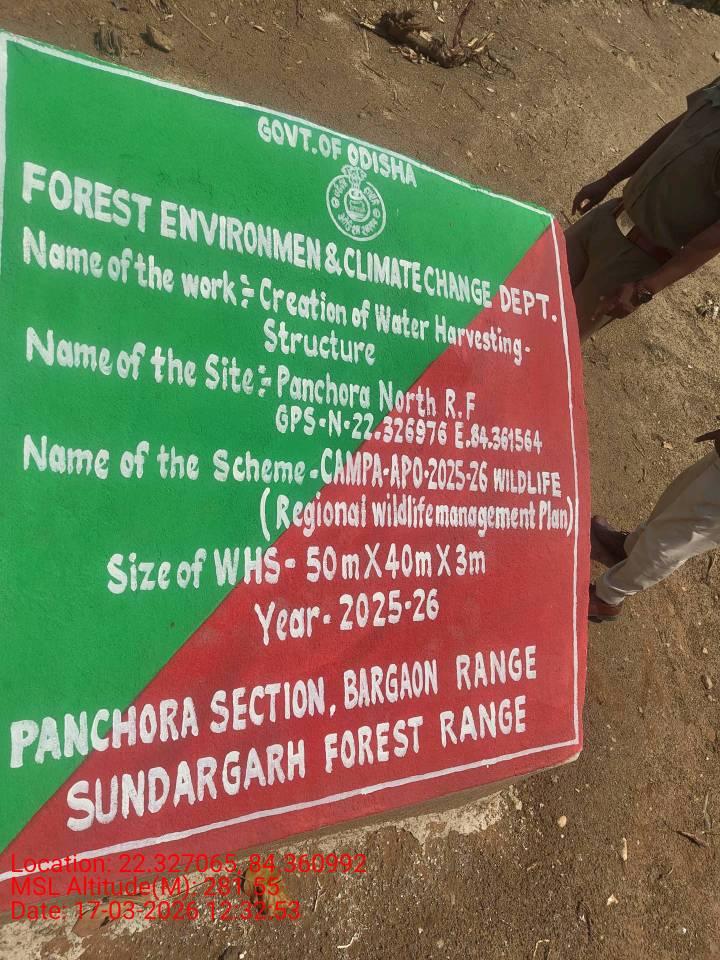 GOVT.OF ODISHA
FOREST ENVIRONMEN & CLIMATE CHANGE DEPT.
Name of the work:- Creation of Water Harvesting-
Structure
Name of the Site:- Panchora North R.F
GPS-N-22.326976 E.84.361564
Name of the Scheme-CAMPA-APO-2025-26 WILDLIFE
(Regional wildlife management Plan)
Size of WHS- 50mX40mX3m
Year- 2025-26
PANCHORA SECTION, BARGAON RANGE
SUNDARGARH FOREST RANGE
Location: 22.327065, 84.360992
MSL Altitude(M): 281.55
Date: 17-03-2026 12:32:53